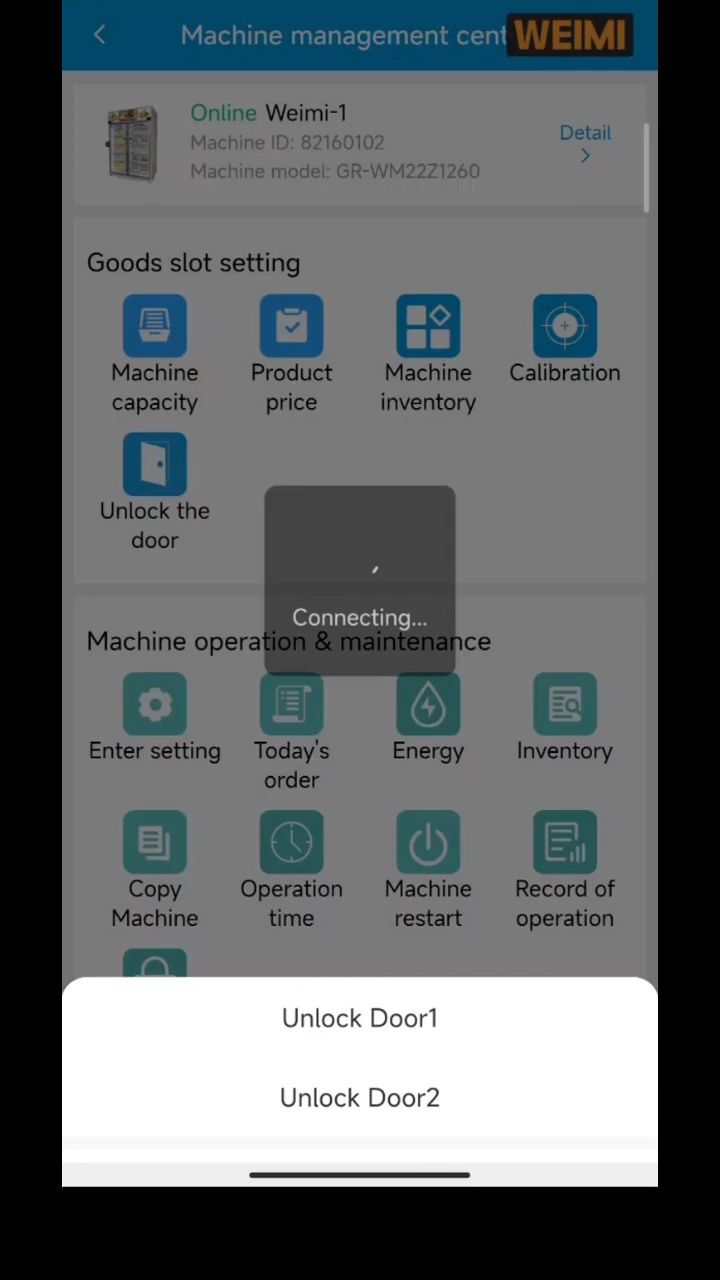 Machine management cent
WEIMI
Online Weimi-1
Machine ID: 82160102
Machine model: GR-WM22Z1260
Detail
Goods slot setting
Machine capacity
Product price
Machine inventory
Calibration
Unlock the door
Connecting...
Machine operation & maintenance
Enter setting
Today's order
Energy
Inventory
Copy Machine
Operation time
Machine restart
Record of operation
Unlock Door1
Unlock Door2